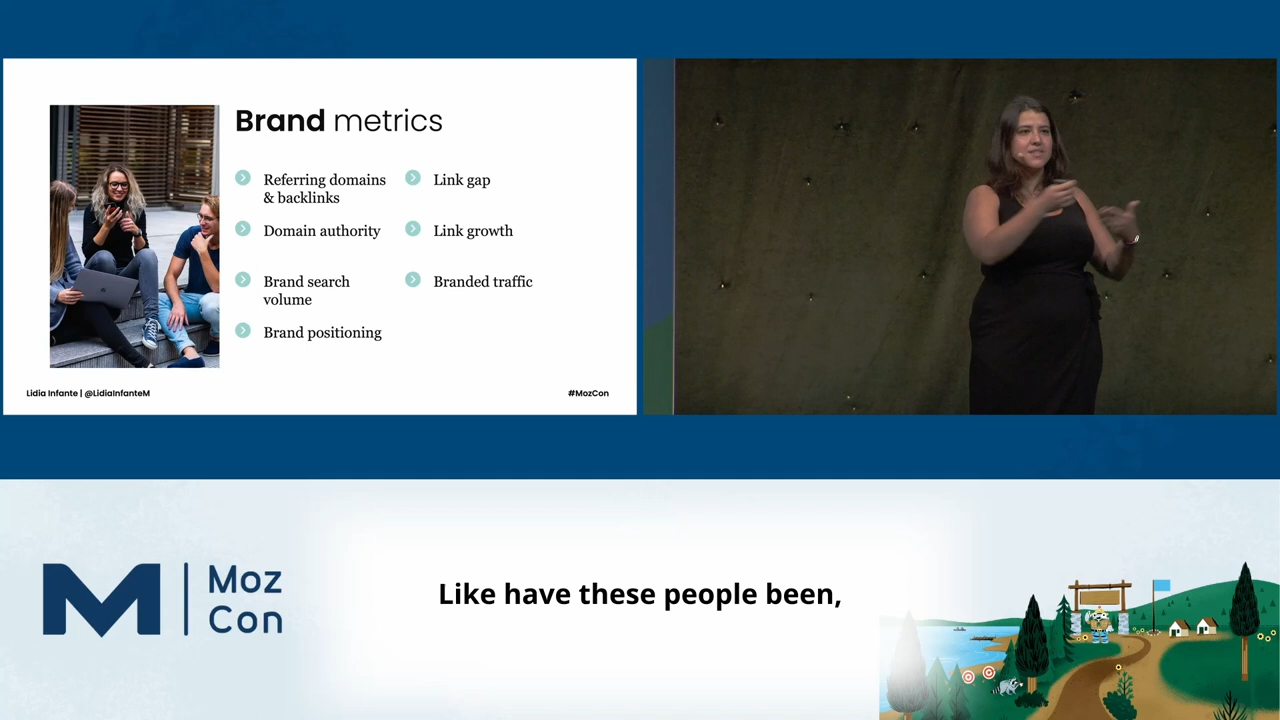 Brand metrics
Referring domains
& backlinks
Domain authority
Brand search
volume
Brand positioning
Link gap
Link growth
Branded traffic
Lidia Infante | @LidiaInfanteM
#MozCon
Moz
Con
Like have these people been,